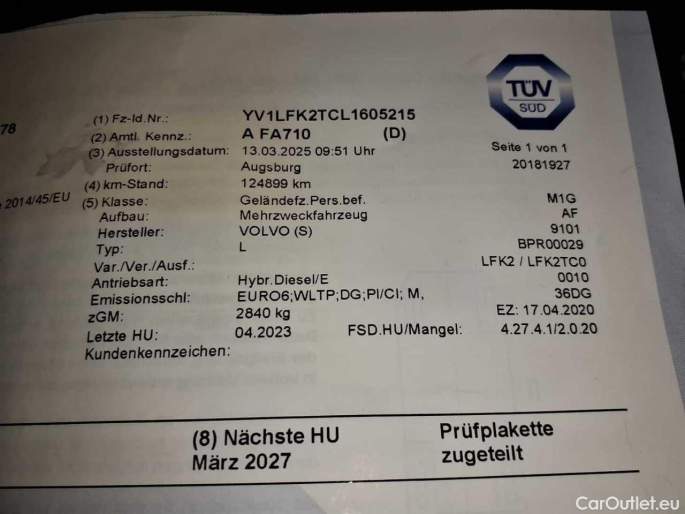 TÜV
SÜD
78
(1) Fz-Id.Nr.: YV1LFK2TCL1605215
(2) Amtl. Kennz.: A FA710 (D)
Seite 1 von 1
(3) Ausstellungsdatum: 13.03.2025 09:51 Uhr
20181927
Prüfort: Augsburg
(4) km-Stand: 124899 km
2014/45/EU
(5) Klasse: Geländefz.Pers.bef. M1G
Aufbau: Mehrzweckfahrzeug AF
Hersteller: VOLVO (S) 9101
Typ: L BPR00029
Var./Ver./Ausf.: LFK2 / LFK2TC0
Antriebsart: Hybr.Diesel/E 0010
Emissionsschl: EURO6;WLTP;DG;PI/CI; M, 36DG
zGM: 2840 kg EZ: 17.04.2020
Letzte HU: 04.2023 FSD.HU/Mangel: 4.27.4.1/2.0.20
Kundenkennzeichen:
(8) Nächste HU
März 2027
Prüfplakette
zugeteilt
CarOutlet.eu